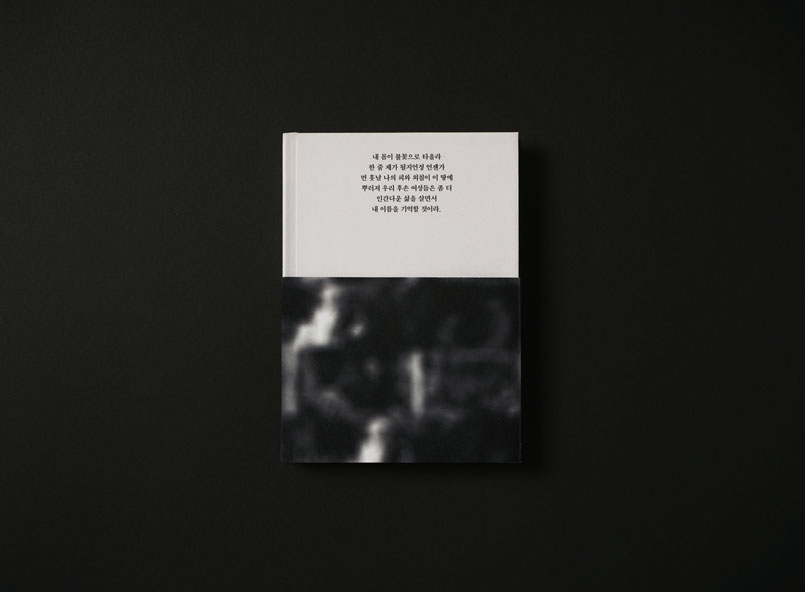 내 몸이 불꽃으로 타올라
한 줌 재가 될지언정 언젠가
먼 훗날 나의 피와 외침이 이 땅에
뿌려져 우리 후손 여성들은 좀 더
인간다운 삶을 살면서
내 이름을 기억할 것이라.